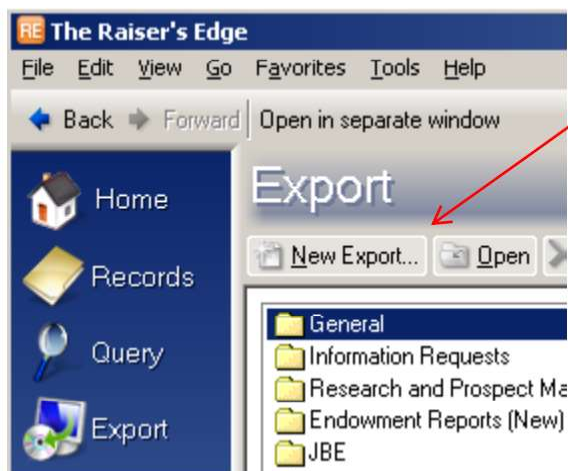 RE The Raiser's Edge
File Edit View Go Favorites Tools Help
Back Forward Open in separate window
Home
Export
Records
New Export... Open
Query
General
Information Requests
Research and Prospect Ma
Export
Endowment Reports (New)
JBE